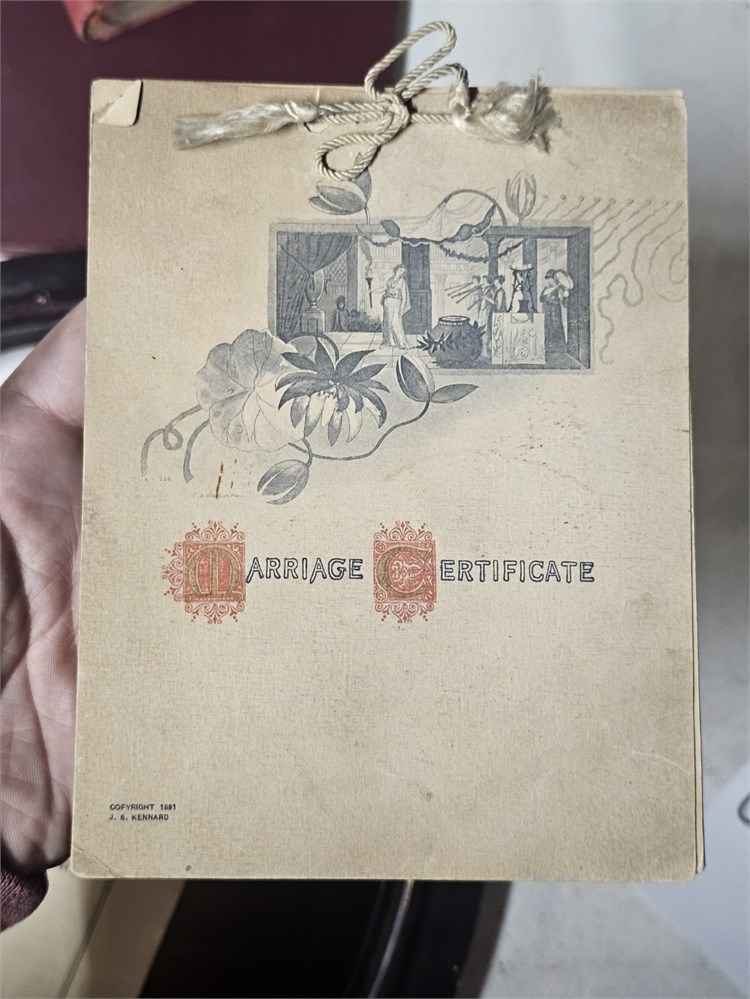 MARRIAGE CERTIFICATE
COPYRIGHT 1891
J. S. KENNARD